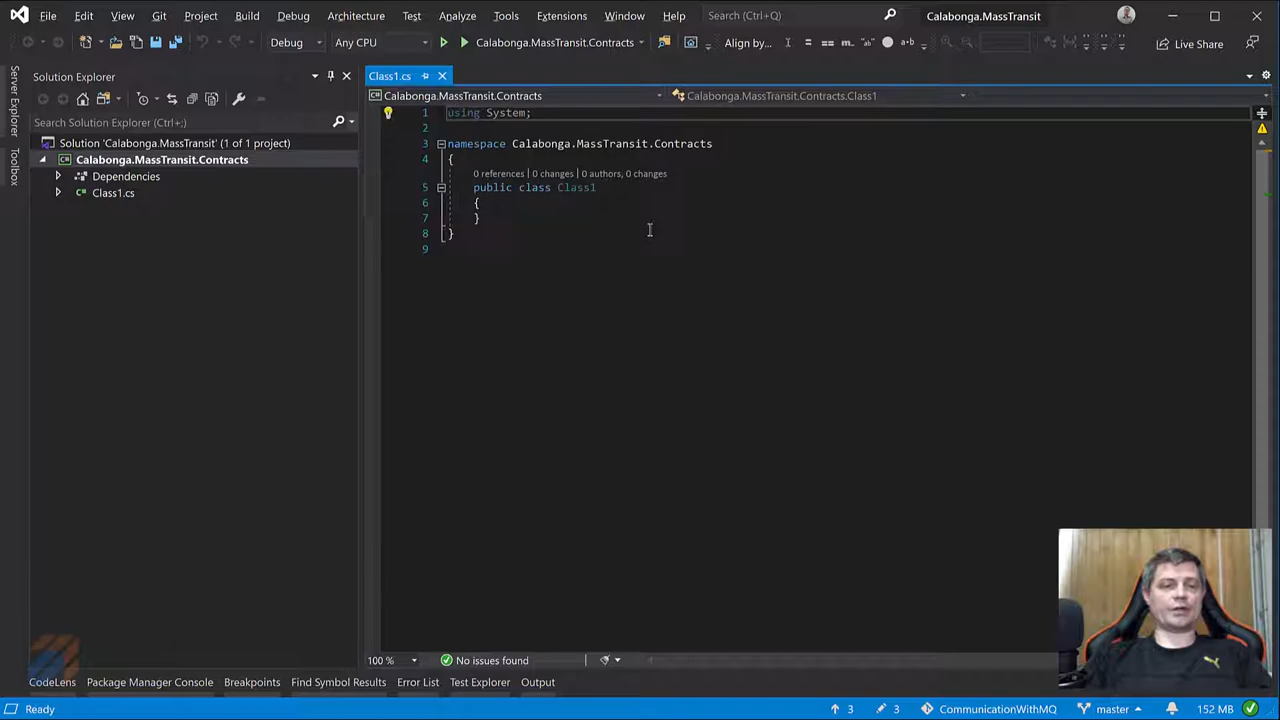 File Edit View Git Project Build Debug Architecture Test Analyze Tools Extensions Window Help Search (Ctrl+Q) Calabonga.MassTransit
Debug Any CPU Calabonga.MassTransit.Contracts Align by... Live Share
Server Explorer
Toolbox
Solution Explorer
Search Solution Explorer (Ctrl+;)
Solution 'Calabonga.MassTransit' (1 of 1 project)
Calabonga.MassTransit.Contracts
Dependencies
Class1.cs
Class1.cs
Calabonga.MassTransit.Contracts Calabonga.MassTransit.Contracts.Class1
1 using System;
2
3 namespace Calabonga.MassTransit.Contracts
4 {
0 references | 0 changes | 0 authors, 0 changes
5 public class Class1
6 {
7 }
8 }
9
100 % No issues found
CodeLens Package Manager Console Breakpoints Find Symbol Results Error List Test Explorer Output
Ready 3 3 CommunicationWithMQ master 152 MB